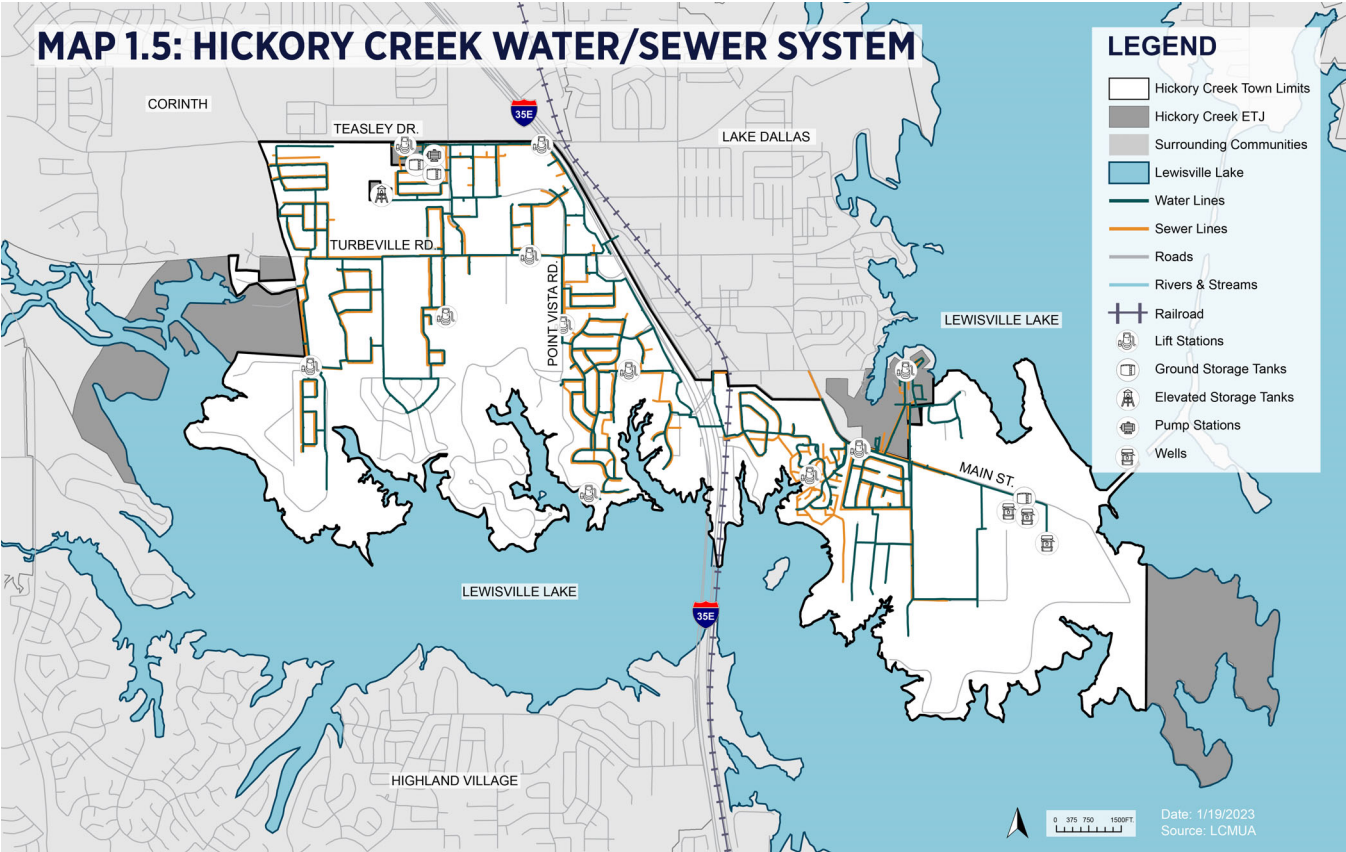 MAP 1.5: HICKORY CREEK WATER/SEWER SYSTEM
CORINTH
TEASLEY DR.
35E
LAKE DALLAS
TURBEVILLE RD.
POINT VISTA RD.
LEWISVILLE LAKE
MAIN ST.
LEWISVILLE LAKE
35E
HIGHLAND VILLAGE
LEGEND
Hickory Creek Town Limits
Hickory Creek ETJ
Surrounding Communities
Lewisville Lake
Water Lines
Sewer Lines
Roads
Rivers & Streams
Railroad
Lift Stations
Ground Storage Tanks
Elevated Storage Tanks
Pump Stations
Wells
0 375 750 1500FT.
Date: 1/19/2023
Source: LCMUA